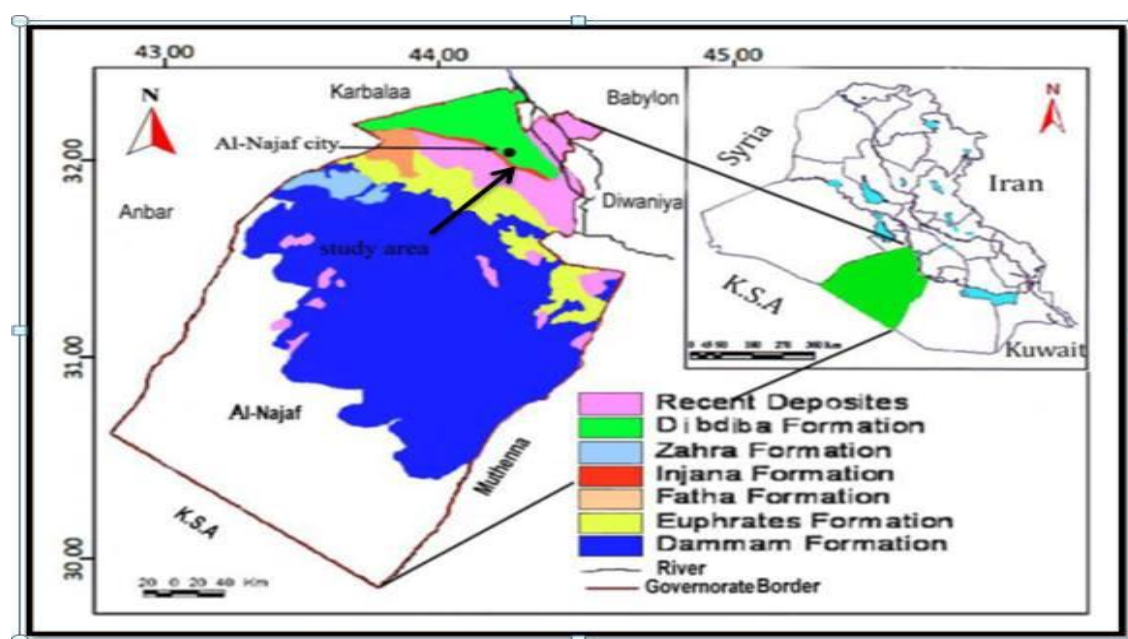 43,00
44,00
45,00
32,00
31,00
30,00
N
Karbalaa
Babylon
Al-Najaf city
Anbar
Diwaniya
study area
Al-Najaf
Muthenna
K.S.A
20 0 20 40 Km
N
Syria
Iran
K.S.A
Kuwait
Recent Deposites
Dibdiba Formation
Zahra Formation
Injana Formation
Fatha Formation
Euphrates Formation
Dammam Formation
River
Governorate Border